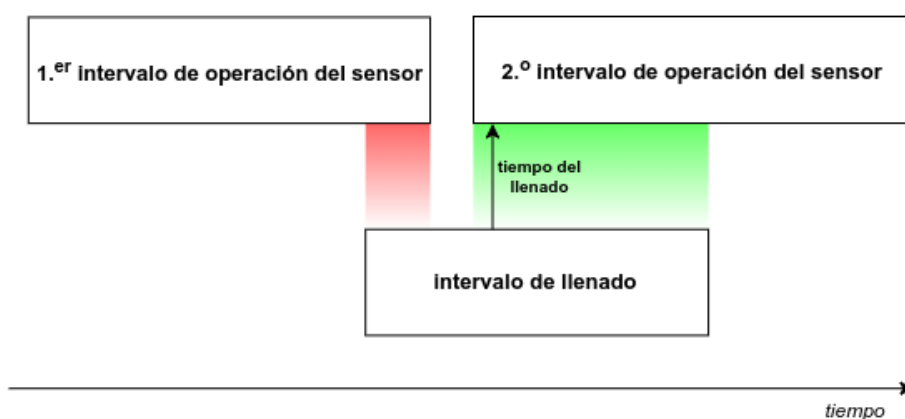 1.er intervalo de operación del sensor
2.º intervalo de operación del sensor
tiempo del
llenado
intervalo de llenado
tiempo